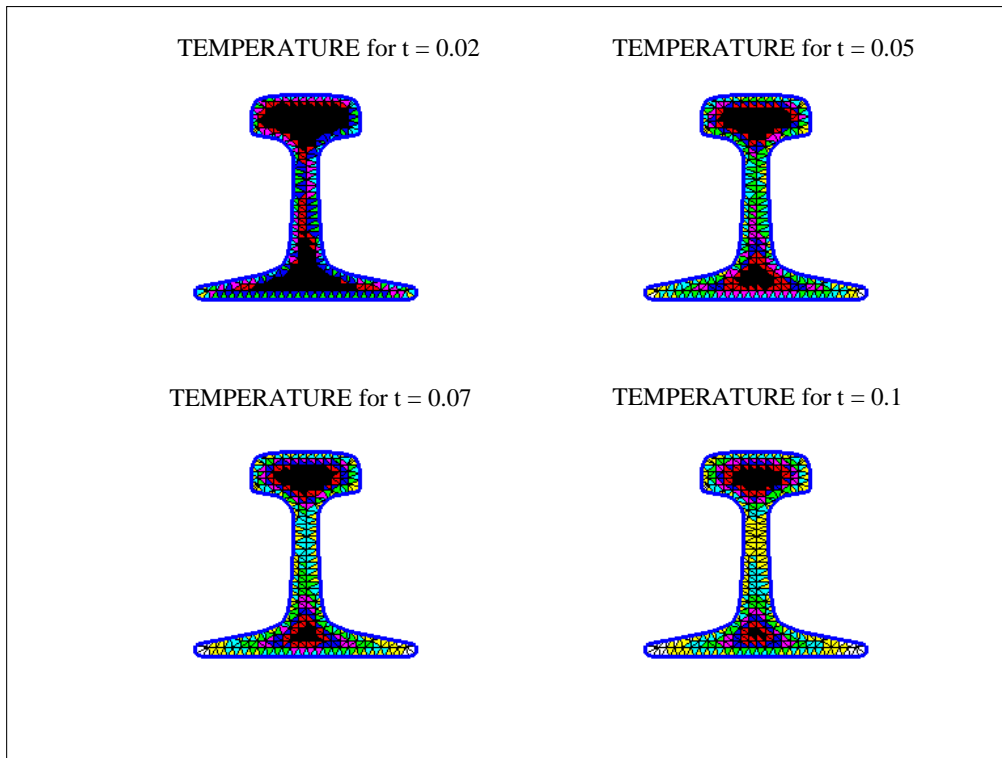 TEMPERATURE for t = 0.02
TEMPERATURE for t = 0.05
TEMPERATURE for t = 0.07
TEMPERATURE for t = 0.1